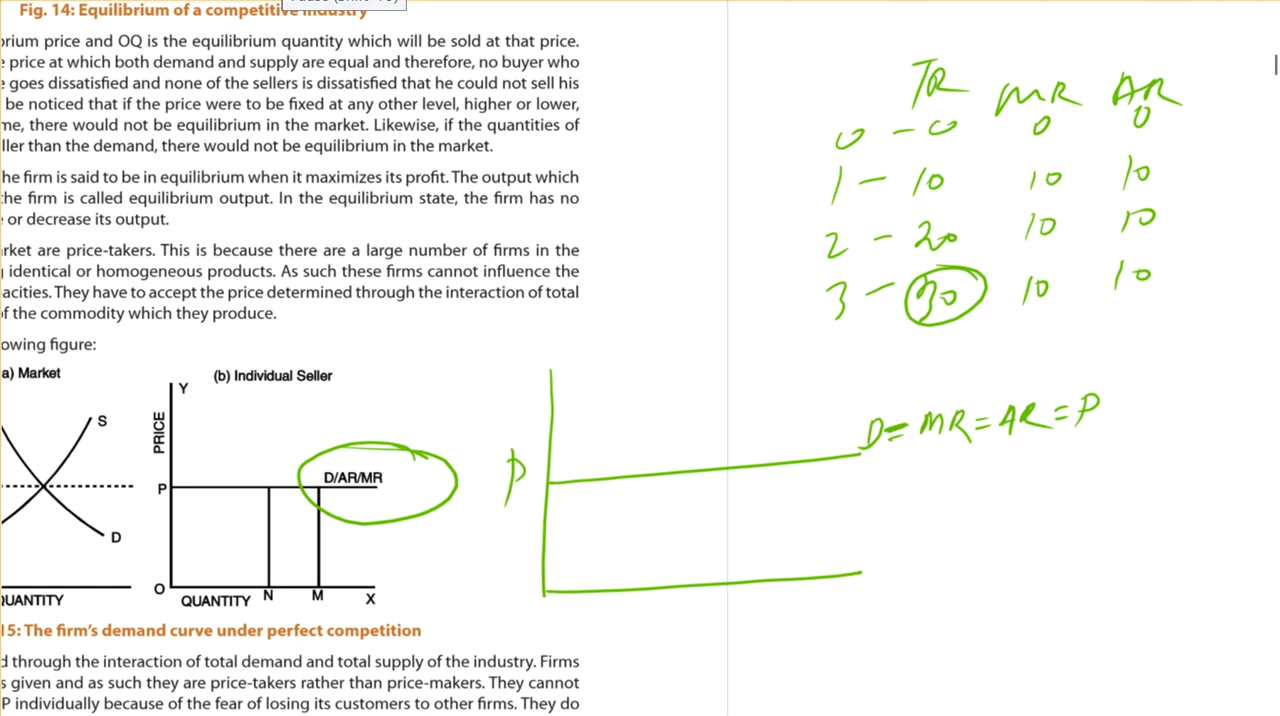 Fig. 14: Equilibrium of a competitive industry
rium price and OQ is the equilibrium quantity which will be sold at that price.
price at which both demand and supply are equal and therefore, no buyer who
goes dissatisfied and none of the sellers is dissatisfied that he could not sell his
be noticed that if the price were to be fixed at any other level, higher or lower,
me, there would not be equilibrium in the market. Likewise, if the quantities of
ller than the demand, there would not be equilibrium in the market.
he firm is said to be in equilibrium when it maximizes its profit. The output which
the firm is called equilibrium output. In the equilibrium state, the firm has no
or decrease its output.
rket are price-takers. This is because there are a large number of firms in the
identical or homogeneous products. As such these firms cannot influence the
acities. They have to accept the price determined through the interaction of total
of the commodity which they produce.
owing figure:
a) Market
(b) Individual Seller
Y
PRICE
S
D
P
D/AR/MR
O
QUANTITY
QUANTITY N M X
15: The firm's demand curve under perfect competition
d through the interaction of total demand and total supply of the industry. Firms
s given and as such they are price-takers rather than price-makers. They cannot
P individually because of the fear of losing its customers to other firms. They do
TR MR AR
0 - 0 0 0
1 - 10 10 10
2 - 20 10 10
3 - 30 10 10
D = MR = AR = P
P